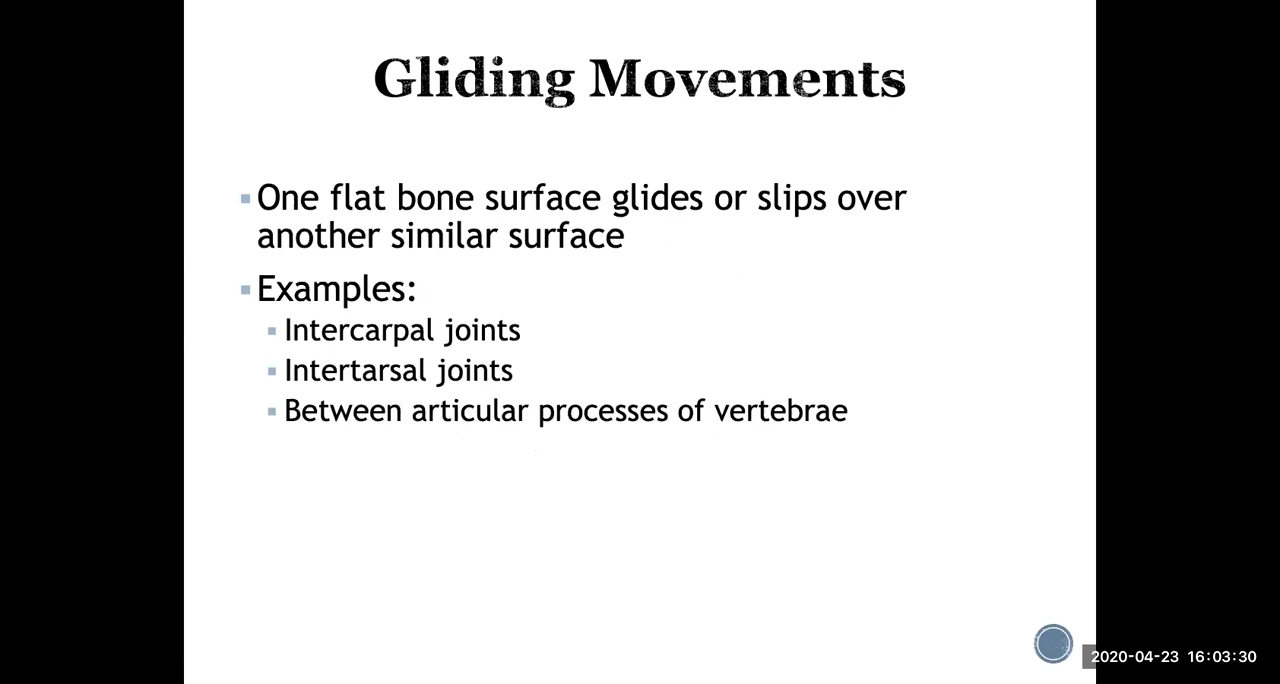 Gliding Movements
One flat bone surface glides or slips over
another similar surface
Examples:
Intercarpal joints
Intertarsal joints
Between articular processes of vertebrae
2020-04-23 16:03:30